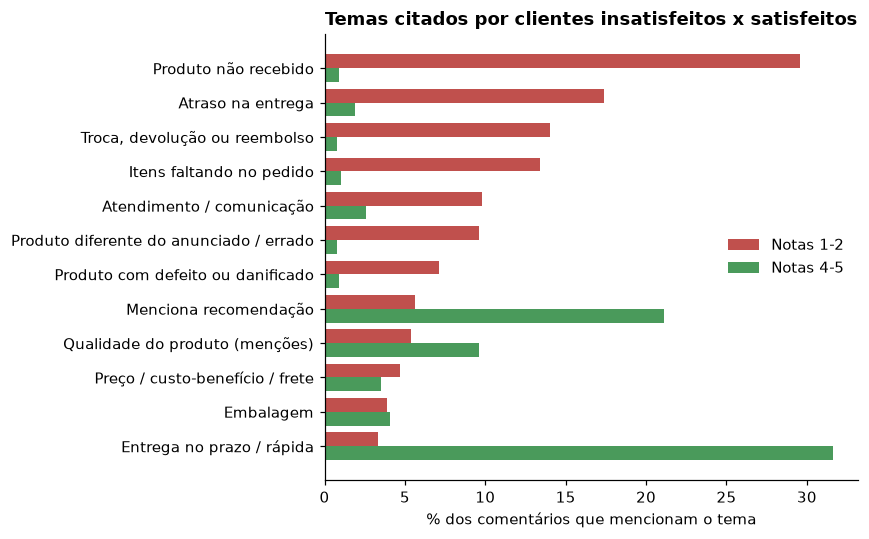 Temas citados por clientes insatisfeitos x satisfeitos
Produto não recebido
Atraso na entrega
Troca, devolução ou reembolso
Itens faltando no pedido
Atendimento / comunicação
Produto diferente do anunciado / errado
Produto com defeito ou danificado
Menciona recomendação
Qualidade do produto (menções)
Preço / custo-benefício / frete
Embalagem
Entrega no prazo / rápida
Notas 1-2
Notas 4-5
0 5 10 15 20 25 30
% dos comentários que mencionam o tema